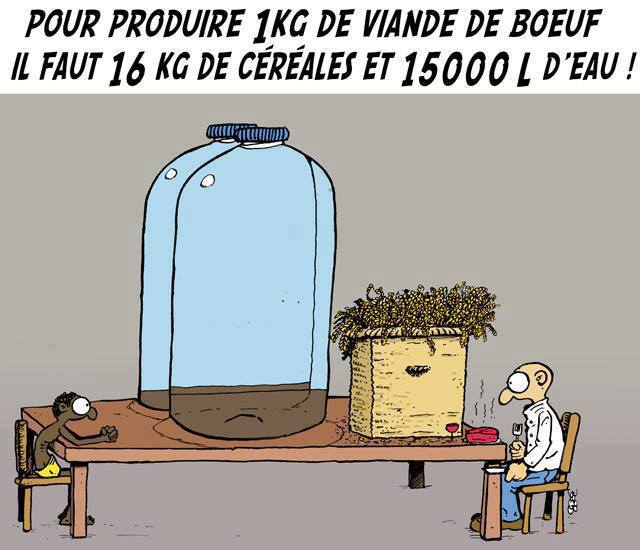 POUR PRODUIRE 1KG DE VIANDE DE BOEUF
IL FAUT 16 KG DE CÉRÉALES ET 15000 L D'EAU !